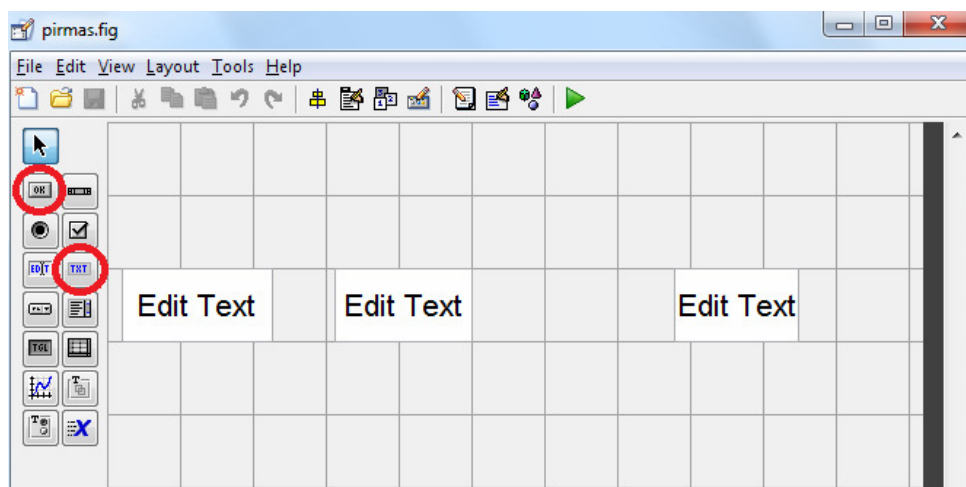 pirmas.fig
File Edit View Layout Tools Help
OK
EDIT TXT
Edit Text Edit Text Edit Text
TGL
T
T
X